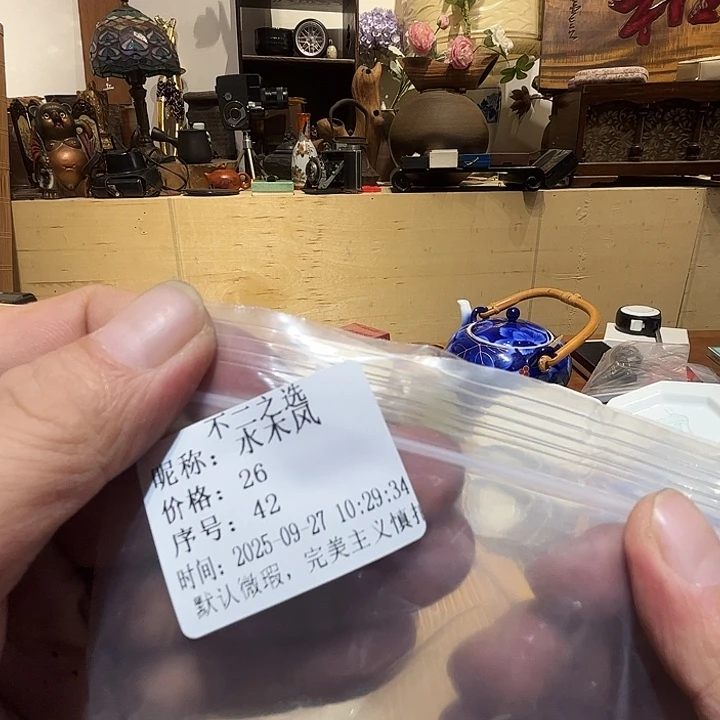 不二之选
昵称：水木风
价格：26
序号：42
时间：2025-09-27 10:29:34
默认微瑕，完美主义慎